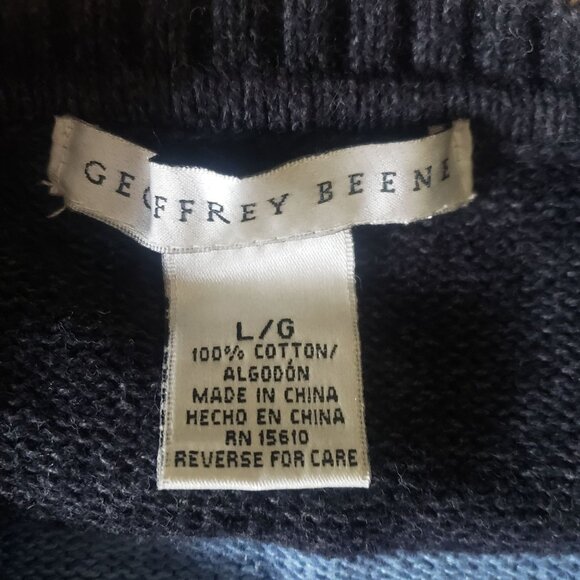 GEOFFREY BEENE
L/G
100% COTTON/
ALGODÓN
MADE IN CHINA
HECHO EN CHINA
RN 15610
REVERSE FOR CARE